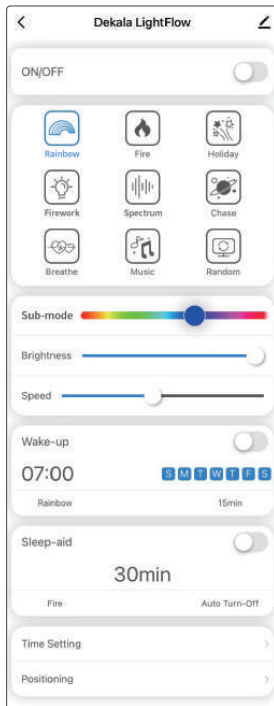 Dekala LightFlow
ON/OFF
Rainbow Fire Holiday
Firework Spectrum Chase
Breathe Music Random
Sub-mode
Brightness
Speed
Wake-up
07:00 S M T W T F S
Rainbow 15min
Sleep-aid
30min
Fire Auto Turn-Off
Time Setting
Positioning